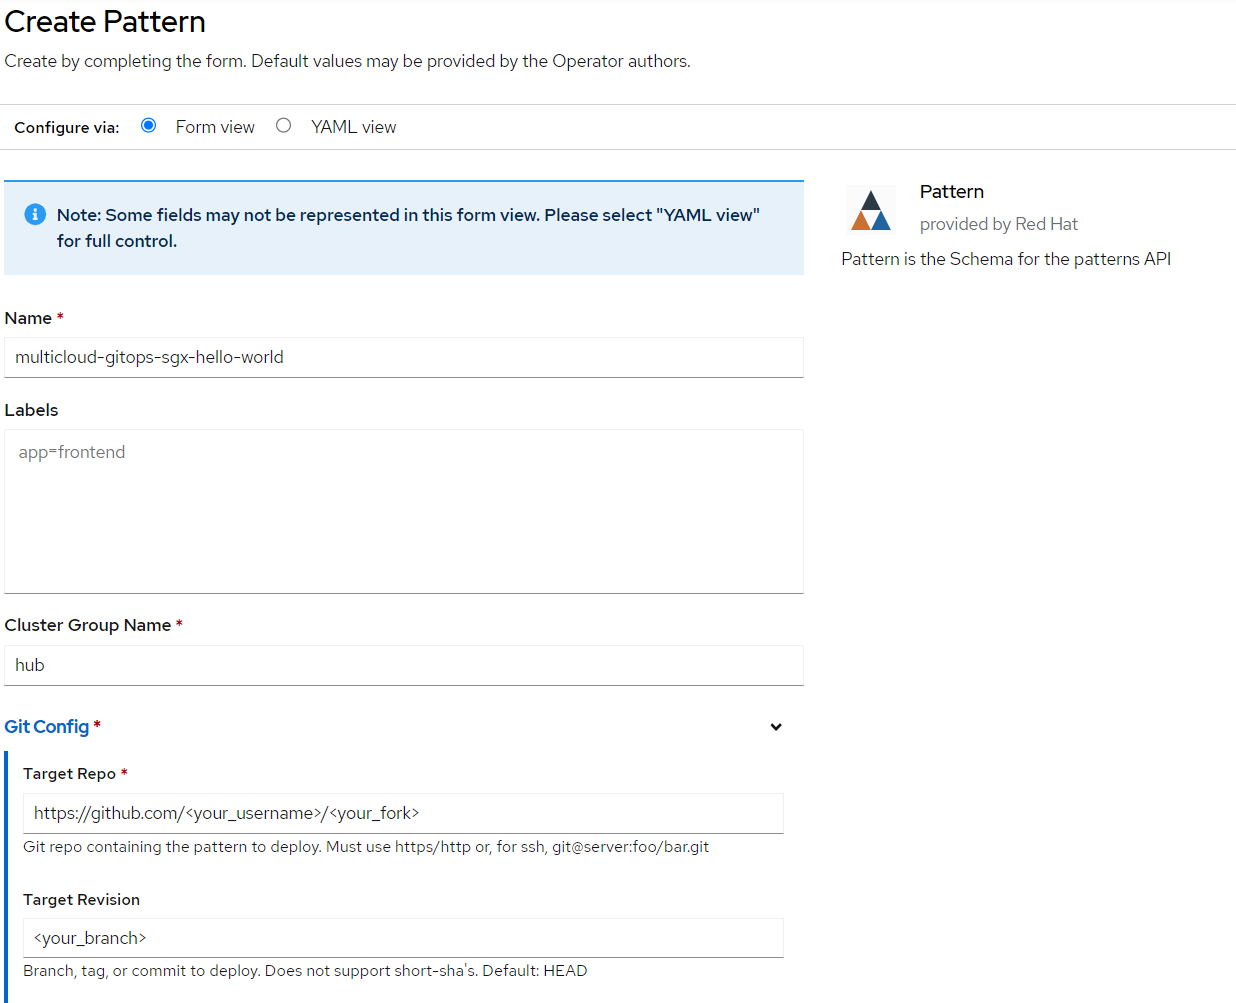 Create Pattern
Create by completing the form. Default values may be provided by the Operator authors.
Configure via: Form view YAML view
Note: Some fields may not be represented in this form view. Please select "YAML view"
for full control.
Pattern
provided by Red Hat
Pattern is the Schema for the patterns API
Name *
multicloud-gitops-sgx-hello-world
Labels
app=frontend
Cluster Group Name *
hub
Git Config *
Target Repo *
https://github.com/<your_username>/<your_fork>
Git repo containing the pattern to deploy. Must use https/http or, for ssh, git@server:foo/bar.git
Target Revision
<your_branch>
Branch, tag, or commit to deploy. Does not support short-sha's. Default: HEAD